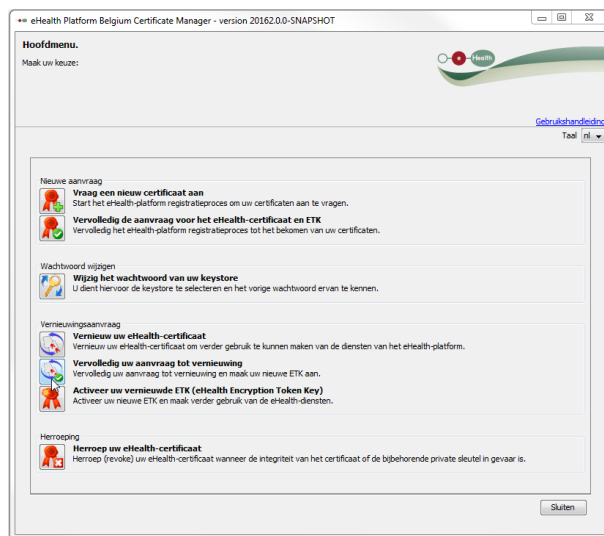 eHealth Platform Belgium Certificate Manager - version 20162.0.0-SNAPSHOT
Hoofdmenu.
Maak uw keuze:
e Health
Gebruikshandleiding
Taal nl
Nieuwe aanvraag
Vraag een nieuw certificaat aan
Start het eHealth-platform registratieproces om uw certificaten aan te vragen.
Vervolledig de aanvraag voor het eHealth-certificaat en ETK
Vervolledig het eHealth-platform registratieproces tot het bekomen van uw certificaten.
Wachtwoord wijzigen
Wijzig het wachtwoord van uw keystore
U dient hiervoor de keystore te selecteren en het vorige wachtwoord ervan te kennen.
Vernieuwingsaanvraag
Vernieuw uw eHealth-certificaat
Vernieuw uw eHealth-certificaat om verder gebruik te kunnen maken van de diensten van het eHealth-platform.
Vervolledig uw aanvraag tot vernieuwing
Vervolledig uw aanvraag tot vernieuwing en maak uw nieuwe ETK aan.
Activeer uw vernieuwde ETK (eHealth Encryption Token Key)
Activeer uw nieuwe ETK en maak verder gebruik van de eHealth-diensten.
Herroeping
Herroep uw eHealth-certificaat
Herroep (revoke) uw eHealth-certificaat wanneer de integriteit van het certificaat of de bijbehorende private sleutel in gevaar is.
Sluiten